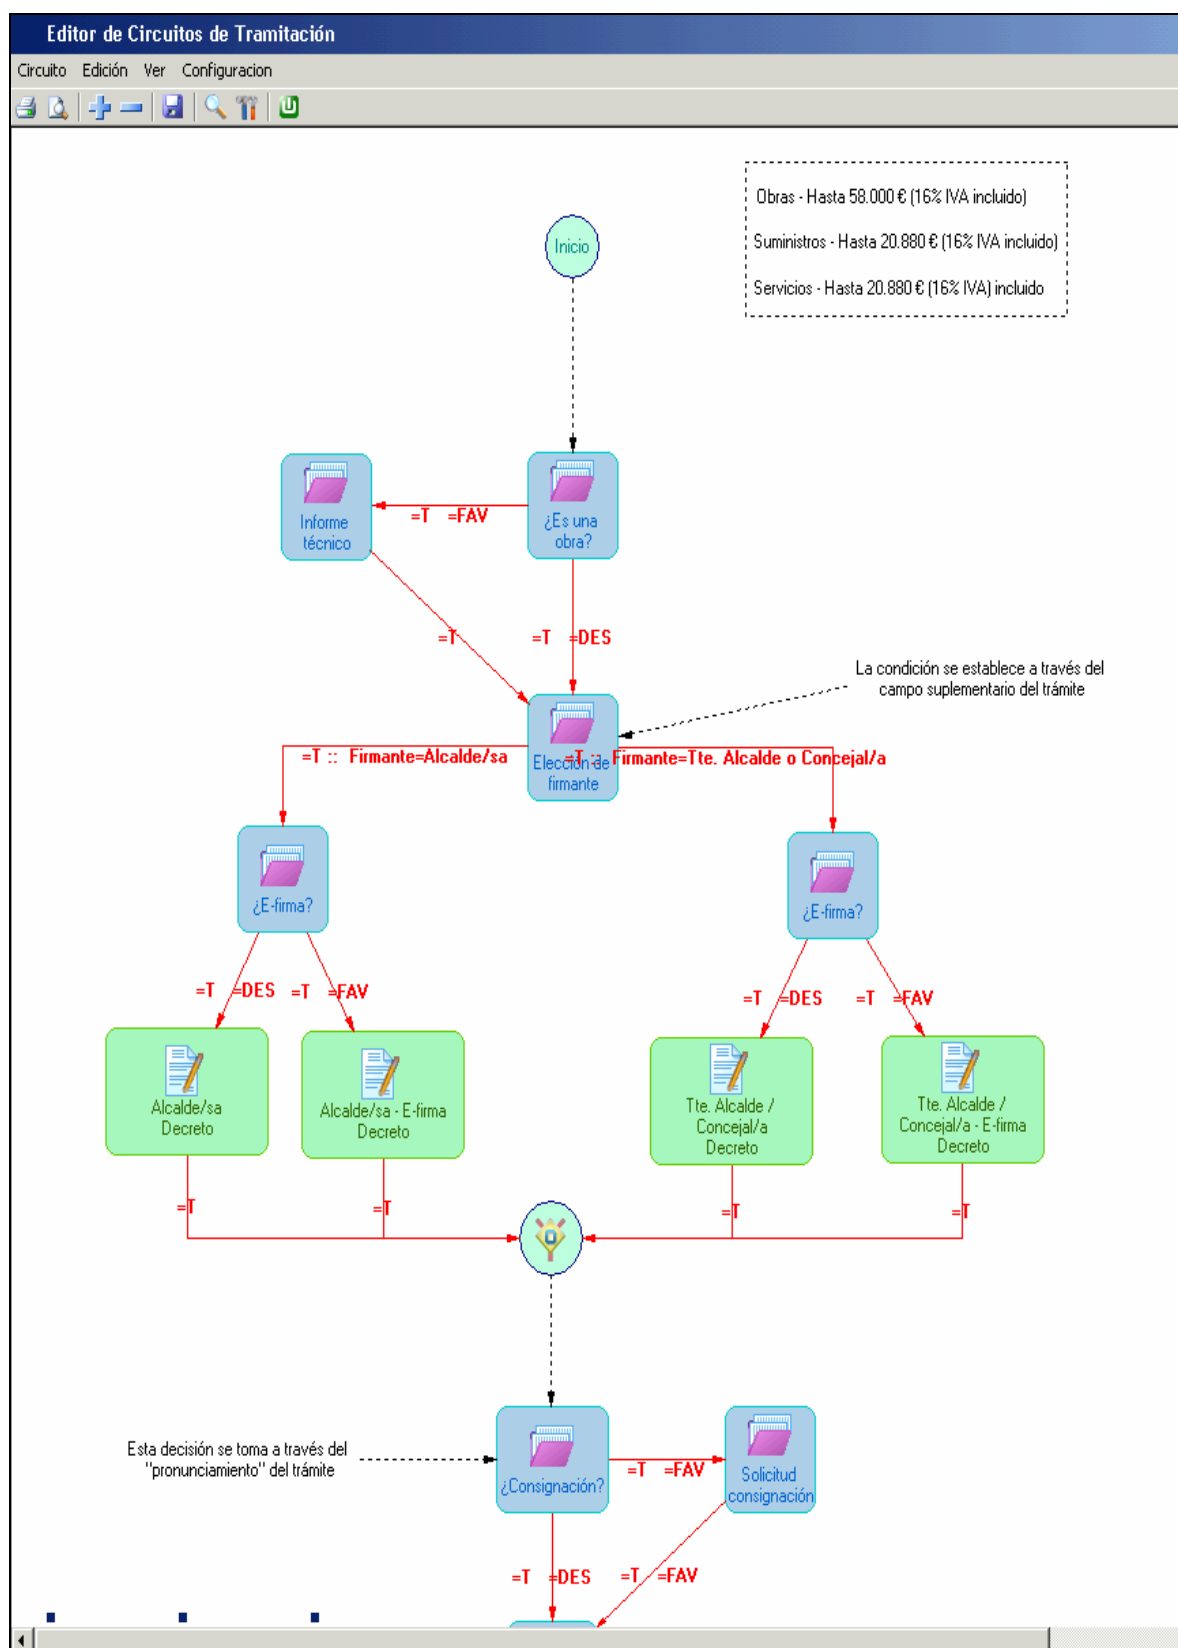 Editor de Circuitos de Tramitación
Circuito Edición Ver Configuracion
Obras - Hasta 58.000 € (16% IVA incluido)
Suministros - Hasta 20.880 € (16% IVA incluido)
Servicios - Hasta 20.880 € (16% IVA) incluido
Inicio
Informe
técnico
=T =FAV
¿Es una
obra?
=T
=T =DES
La condición se establece a través del
campo suplementario del trámite
=T :: Firmante=Alcalde/sa
Elección de
firmante
=T :: Firmante=Tte. Alcalde o Concejal/a
¿E-firma?
¿E-firma?
=T =DES
=T =FAV
=T =DES
=T =FAV
Alcalde/sa
Decreto
Alcalde/sa - E-firma
Decreto
Tte. Alcalde /
Concejal/a
Decreto
Tte. Alcalde /
Concejal/a - E-firma
Decreto
=T
=T
=T
=T
Esta decisión se toma a través del
"pronunciamiento" del trámite
¿Consignación?
=T =FAV
Solicitud
consignación
=T =DES
=T =FAV